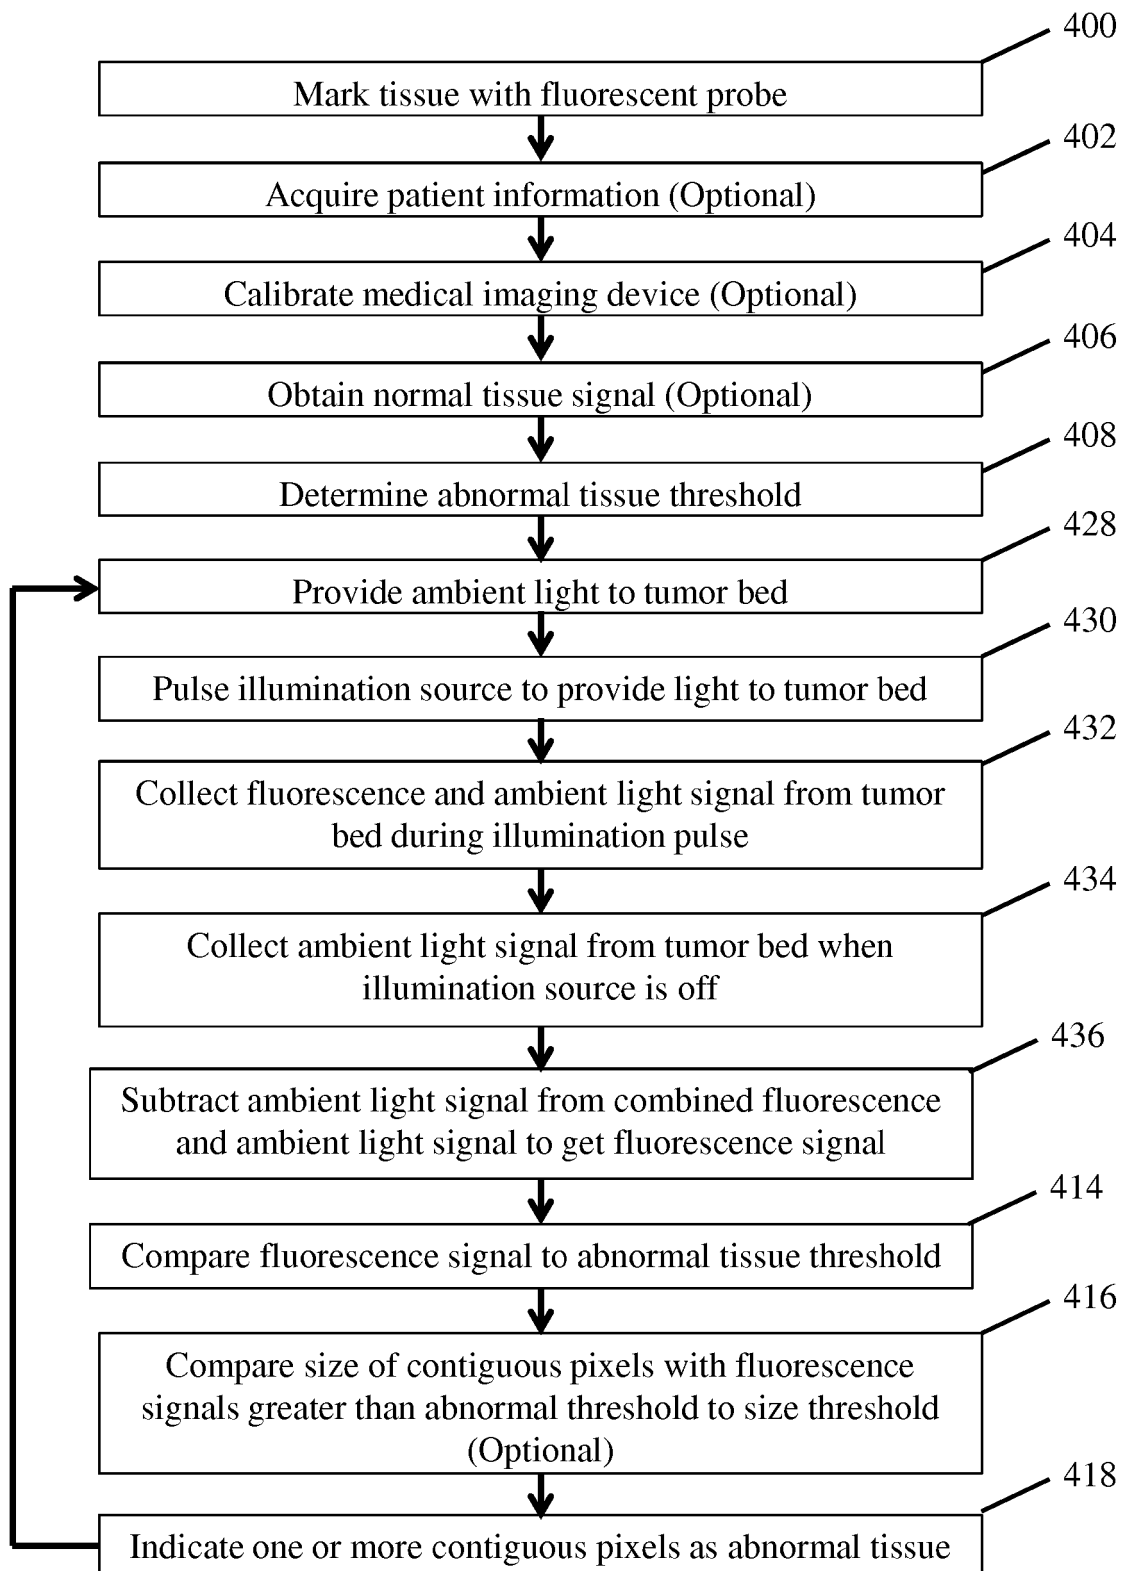 400
Mark tissue with fluorescent probe
402
Acquire patient information (Optional)
404
Calibrate medical imaging device (Optional)
406
Obtain normal tissue signal (Optional)
408
Determine abnormal tissue threshold
428
Provide ambient light to tumor bed
430
Pulse illumination source to provide light to tumor bed
432
Collect fluorescence and ambient light signal from tumor
bed during illumination pulse
434
Collect ambient light signal from tumor bed when
illumination source is off
436
Subtract ambient light signal from combined fluorescence
and ambient light signal to get fluorescence signal
414
Compare fluorescence signal to abnormal tissue threshold
416
Compare size of contiguous pixels with fluorescence
signals greater than abnormal threshold to size threshold
(Optional)
418
Indicate one or more contiguous pixels as abnormal tissue